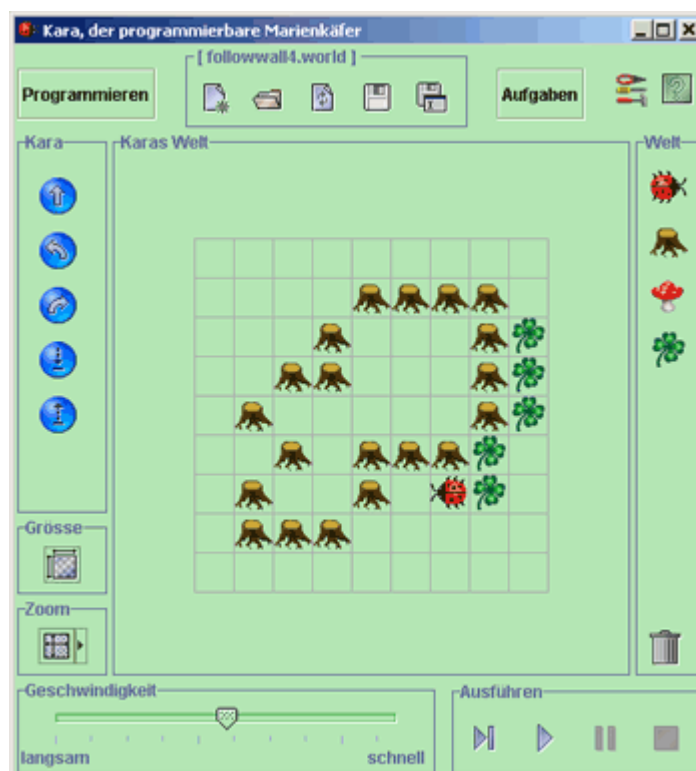 Kara, der programmierbare Marienkäfer
[ followwall4.world ]
Programmieren
Aufgaben
Kara
Karas Welt
Welt
Grösse
Zoom
Geschwindigkeit
langsam
schnell
Ausführen